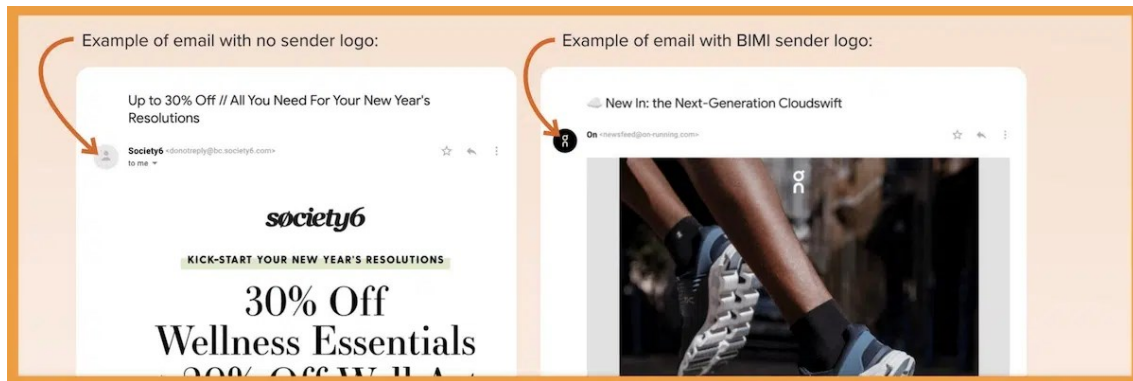 Example of email with no sender logo:
Up to 30% Off // All You Need For Your New Year's
Resolutions
Society6 <donotreply@bc.society6.com>
to me
society6
KICK-START YOUR NEW YEAR'S RESOLUTIONS
30% Off
Wellness Essentials
Example of email with BIMI sender logo:
New In: the Next-Generation Cloudswift
On <newsfeed@on-running.com>